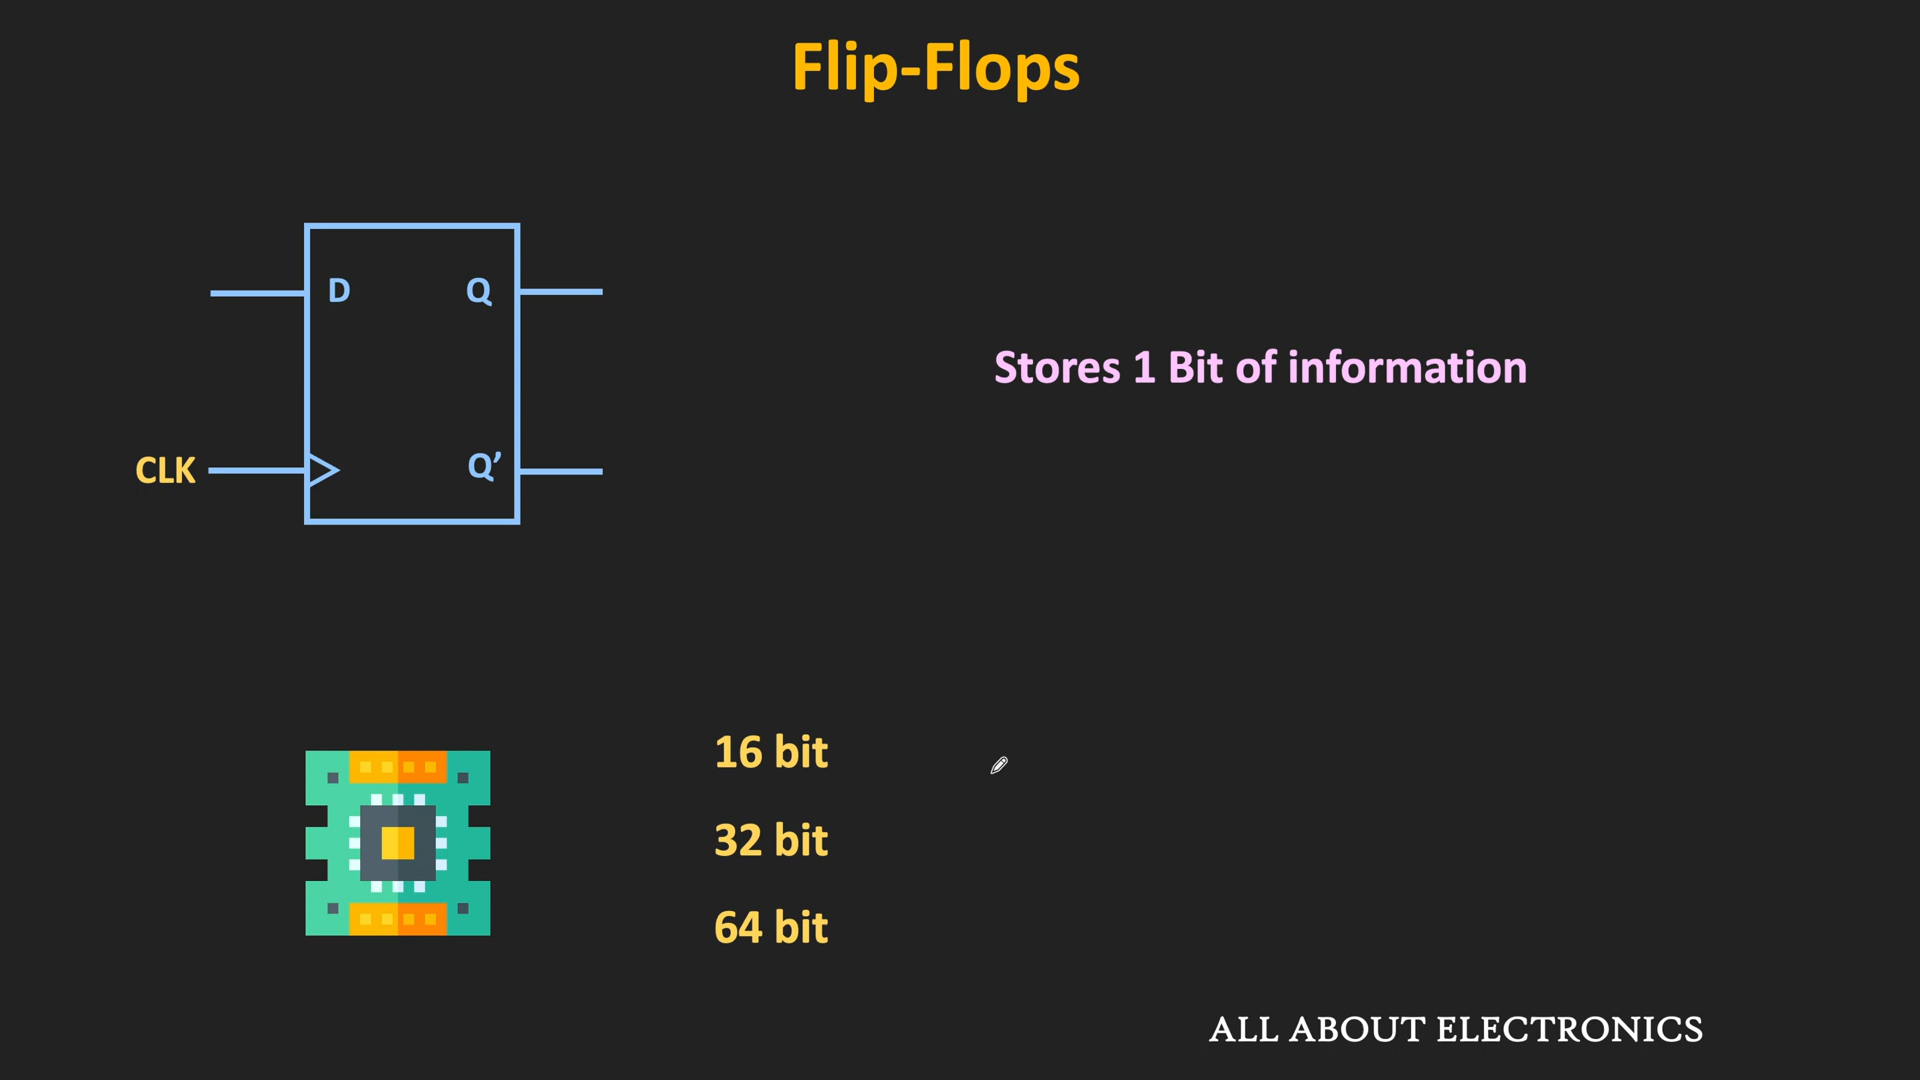 Flip-Flops
D
Q
Stores 1 Bit of information
CLK
Q’
16 bit
32 bit
64 bit
ALL ABOUT ELECTRONICS